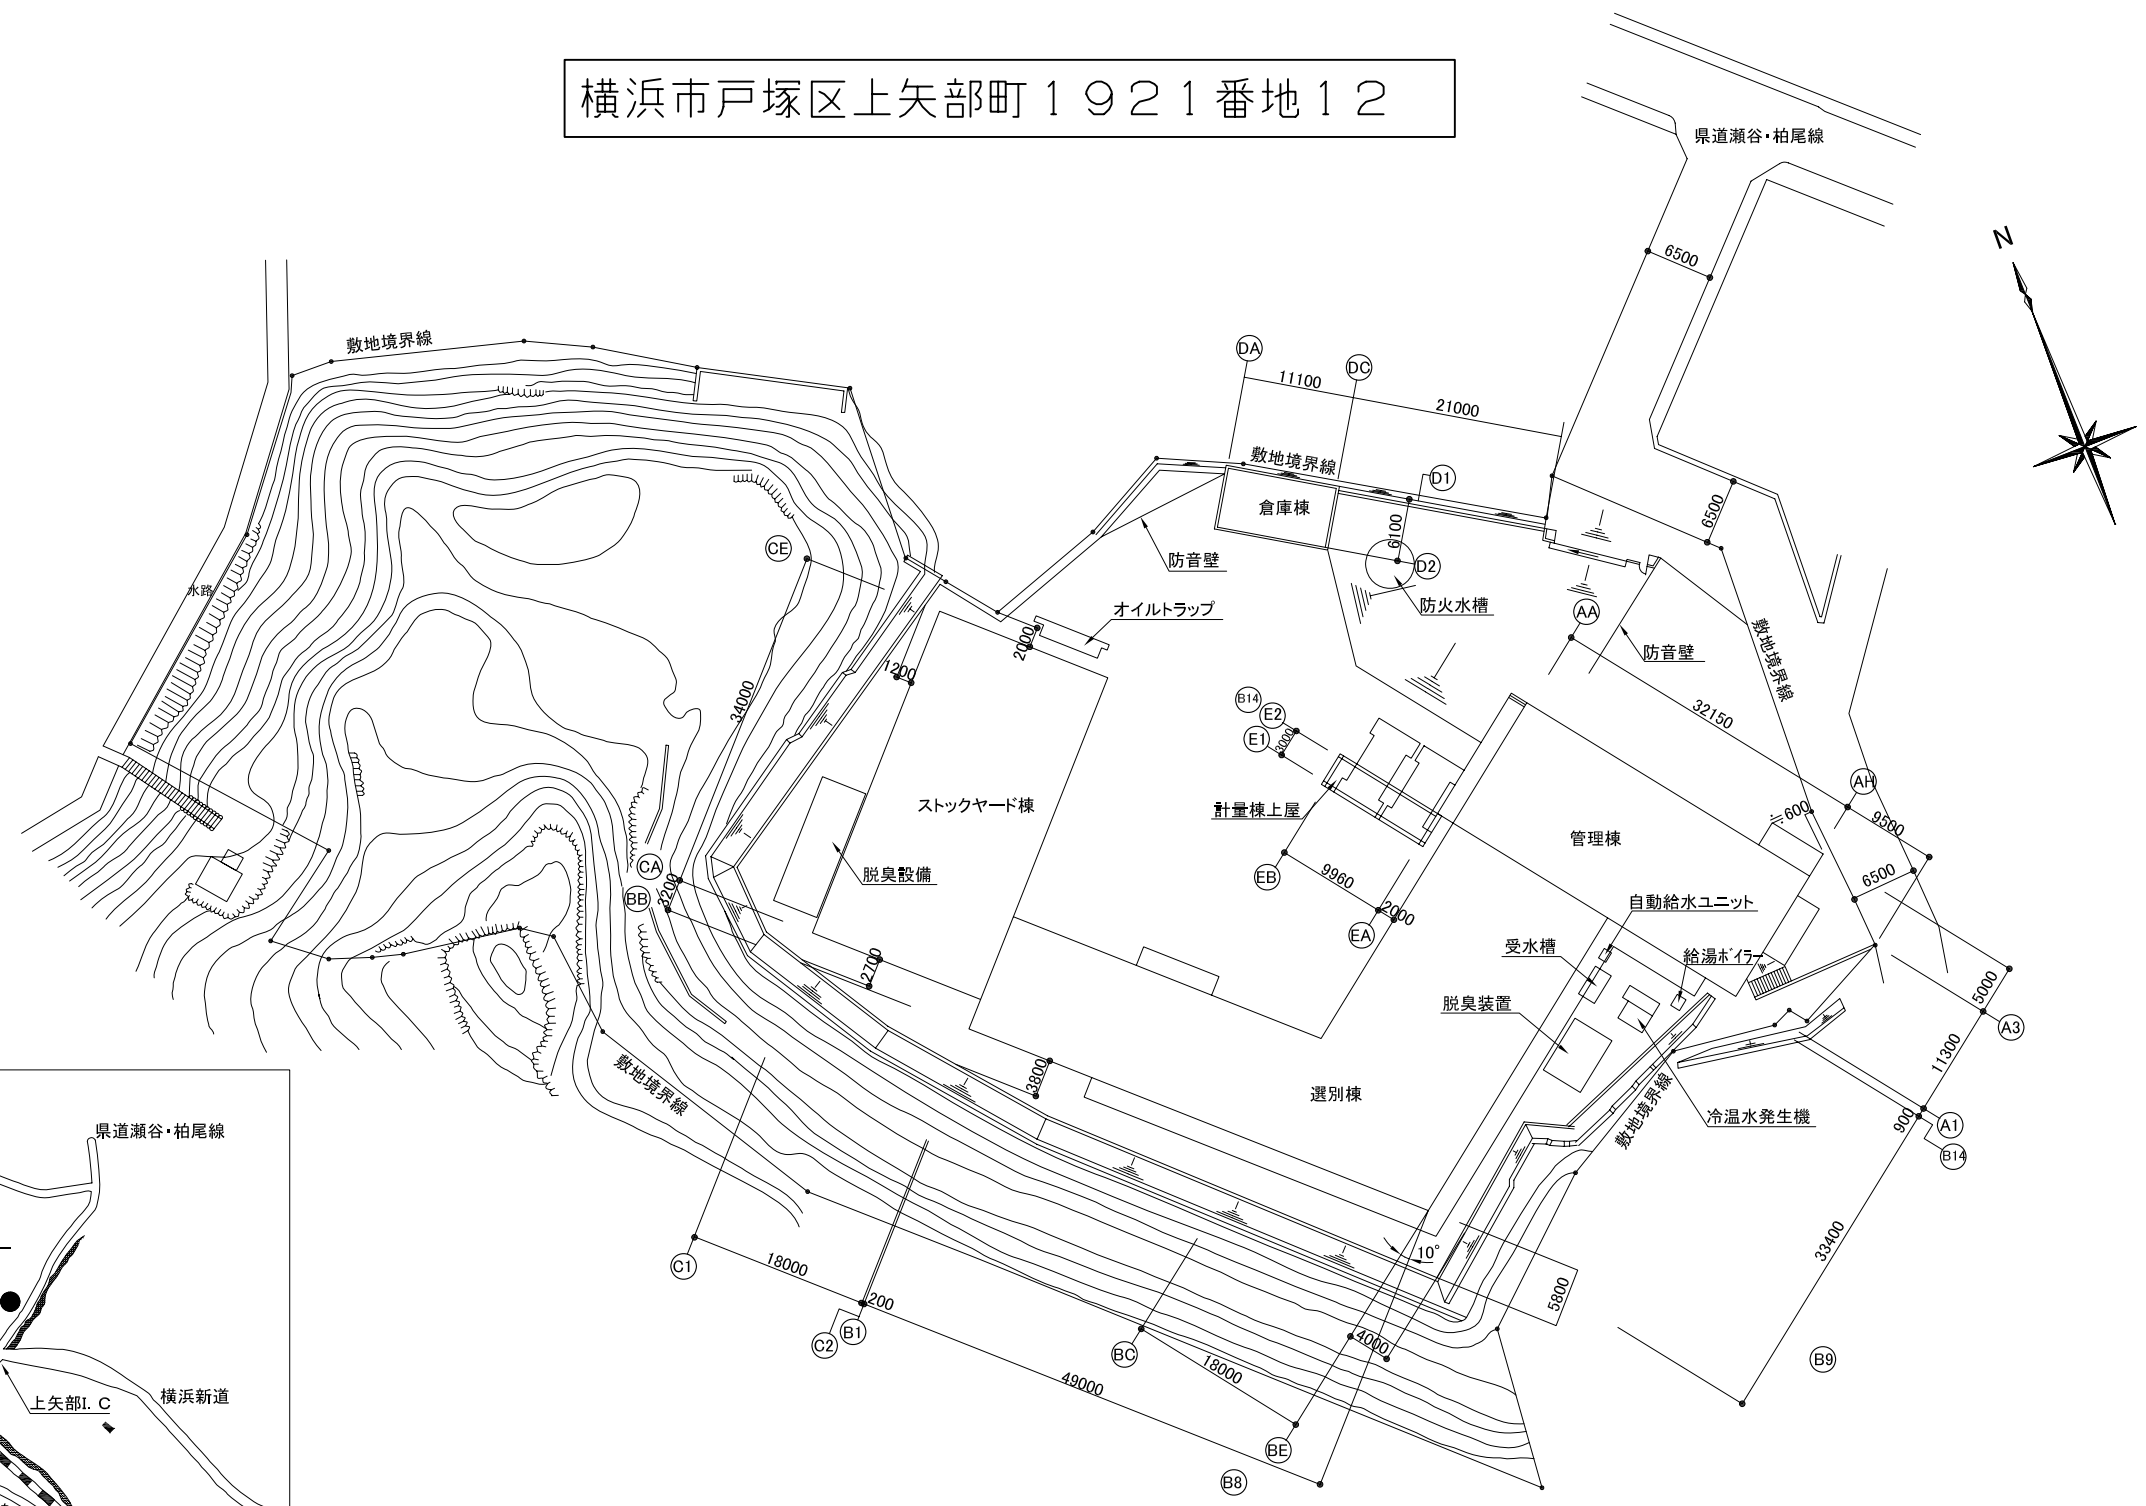 横浜市戸塚区上矢部町１９２１番地１２
県道瀬谷・柏尾線
N
6500
敷地境界線
DA
DC
11100
21000
敷地境界線
D1
倉庫棟
6100
6500
CE
防音壁
D2
水路
防火水槽
オイルトラップ
AA
敷地境界線
2000
防音壁
1200
34000
B14
E2
32150
E1
3000
AH
ストックヤード棟
計量棟上屋
≒600
9500
管理棟
CA
脱臭設備
EB
9960
6500
BB
3200
2000
自動給水ユニット
EA
受水槽
給湯ボイラー
2700
脱臭装置
5000
A3
11300
敷地境界線
3800
選別棟
冷温水発生機
敷地境界線
900
A1
B14
県道瀬谷・柏尾線
33400
10°
C1
18000
5800
200
C2
B1
4000
BC
18000
B9
49000
横浜新道
上矢部I. C
BE
B8